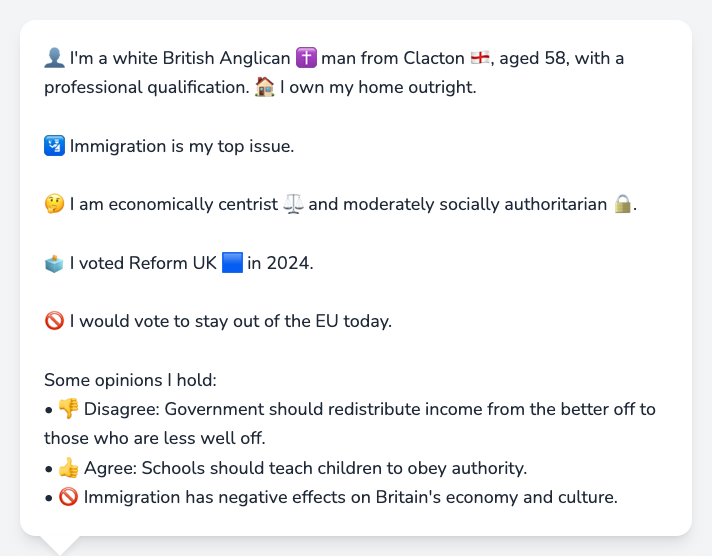 👤 I'm a white British Anglican ✝️ man from Clacton 🏴󠁧󠁢󠁥󠁮󠁧󠁿, aged 58, with a
professional qualification. 🏠 I own my home outright.
🛂 Immigration is my top issue.
🤔 I am economically centrist ⚖️ and moderately socially authoritarian 🔒.
🗳️ I voted Reform UK 🟦 in 2024.
🚫 I would vote to stay out of the EU today.
Some opinions I hold:
• 👎 Disagree: Government should redistribute income from the better off to
those who are less well off.
• 👍 Agree: Schools should teach children to obey authority.
• 🚫 Immigration has negative effects on Britain's economy and culture.